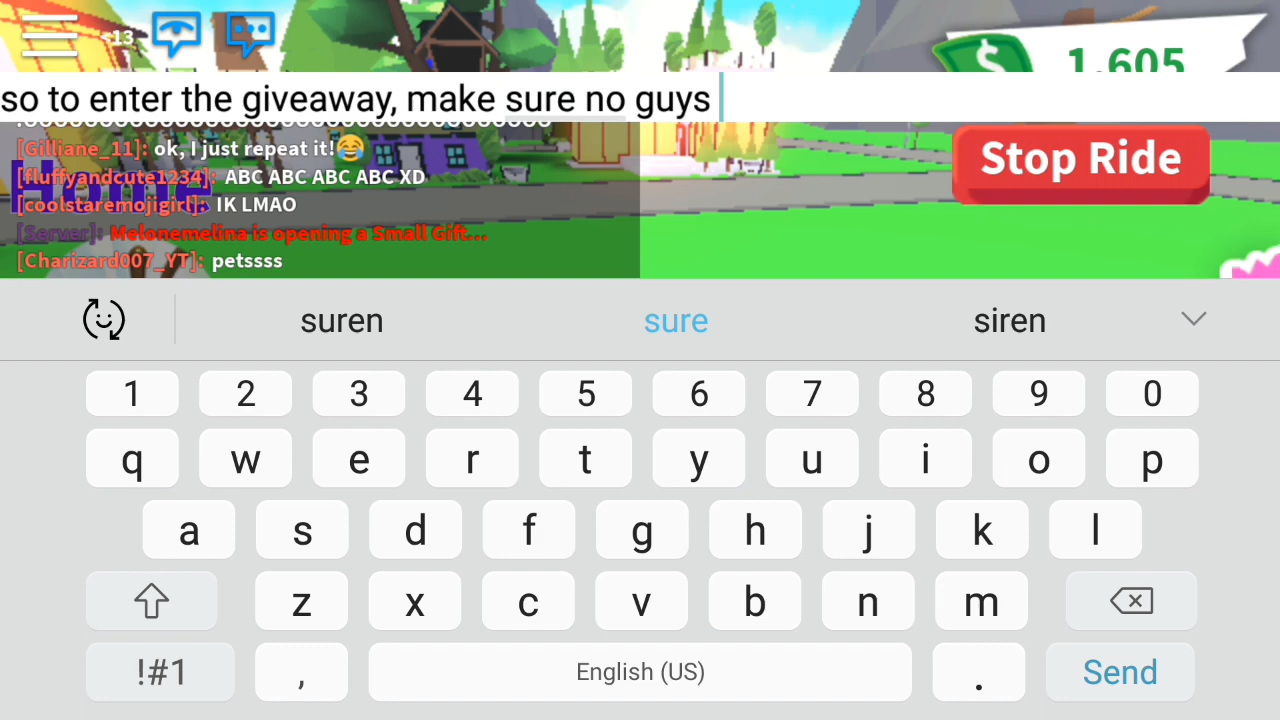 <13
1,605
so to enter the giveaway, make sure no guys
[Gilliane_11]: ok, I just repeat it!😂
Stop Ride
[fluffyandcute1234]: ABC ABC ABC ABC XD
Home
[coolstaremojigirl]: IK LMAO
[Server]: Melonemelina is opening a Small Gift...
[Charizard007_YT]: petssss
suren sure siren
1 2 3 4 5 6 7 8 9 0
q w e r t y u i o p
a s d f g h j k l
z x c v b n m
!#1 , English (US) . Send